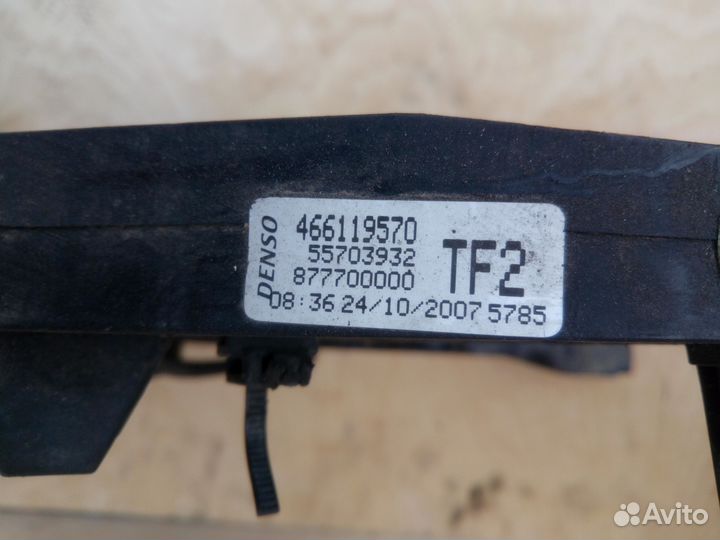 DENSO
466119570
55703932
877700000
TF2
08:36 24/10/2007 5785
Avito